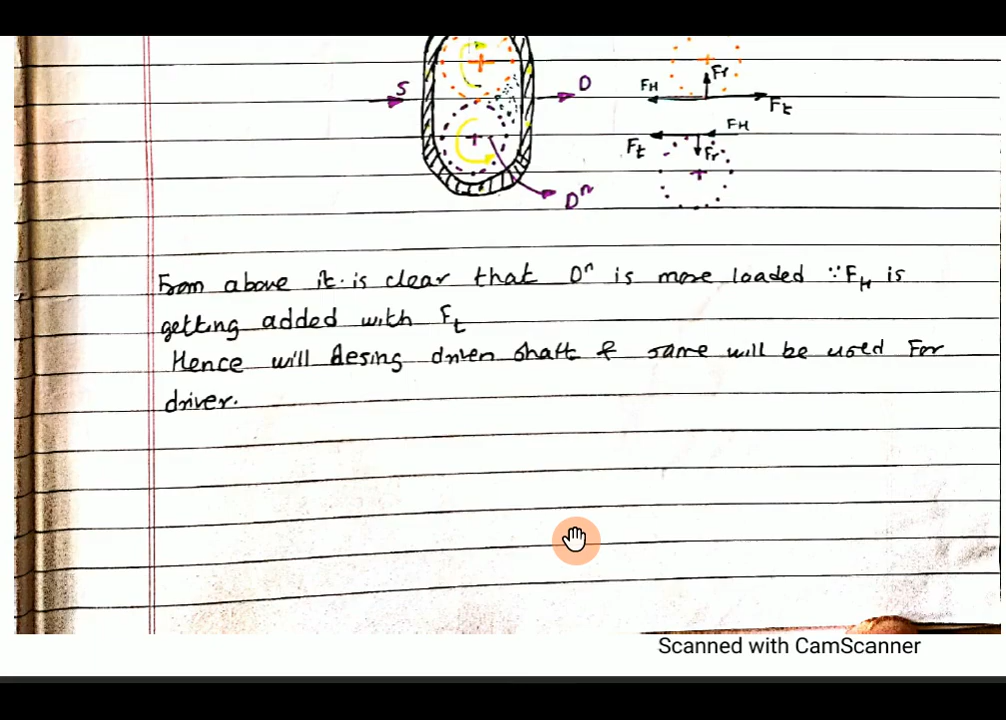 S
D
Dⁿ
Fr
FH
Ft
FH
Ft
Fr
From above it is clear that Dⁿ is more loaded ∵ FH is
getting added with Ft
Hence will desing driven shaft & same will be used For
driver.
Scanned with CamScanner